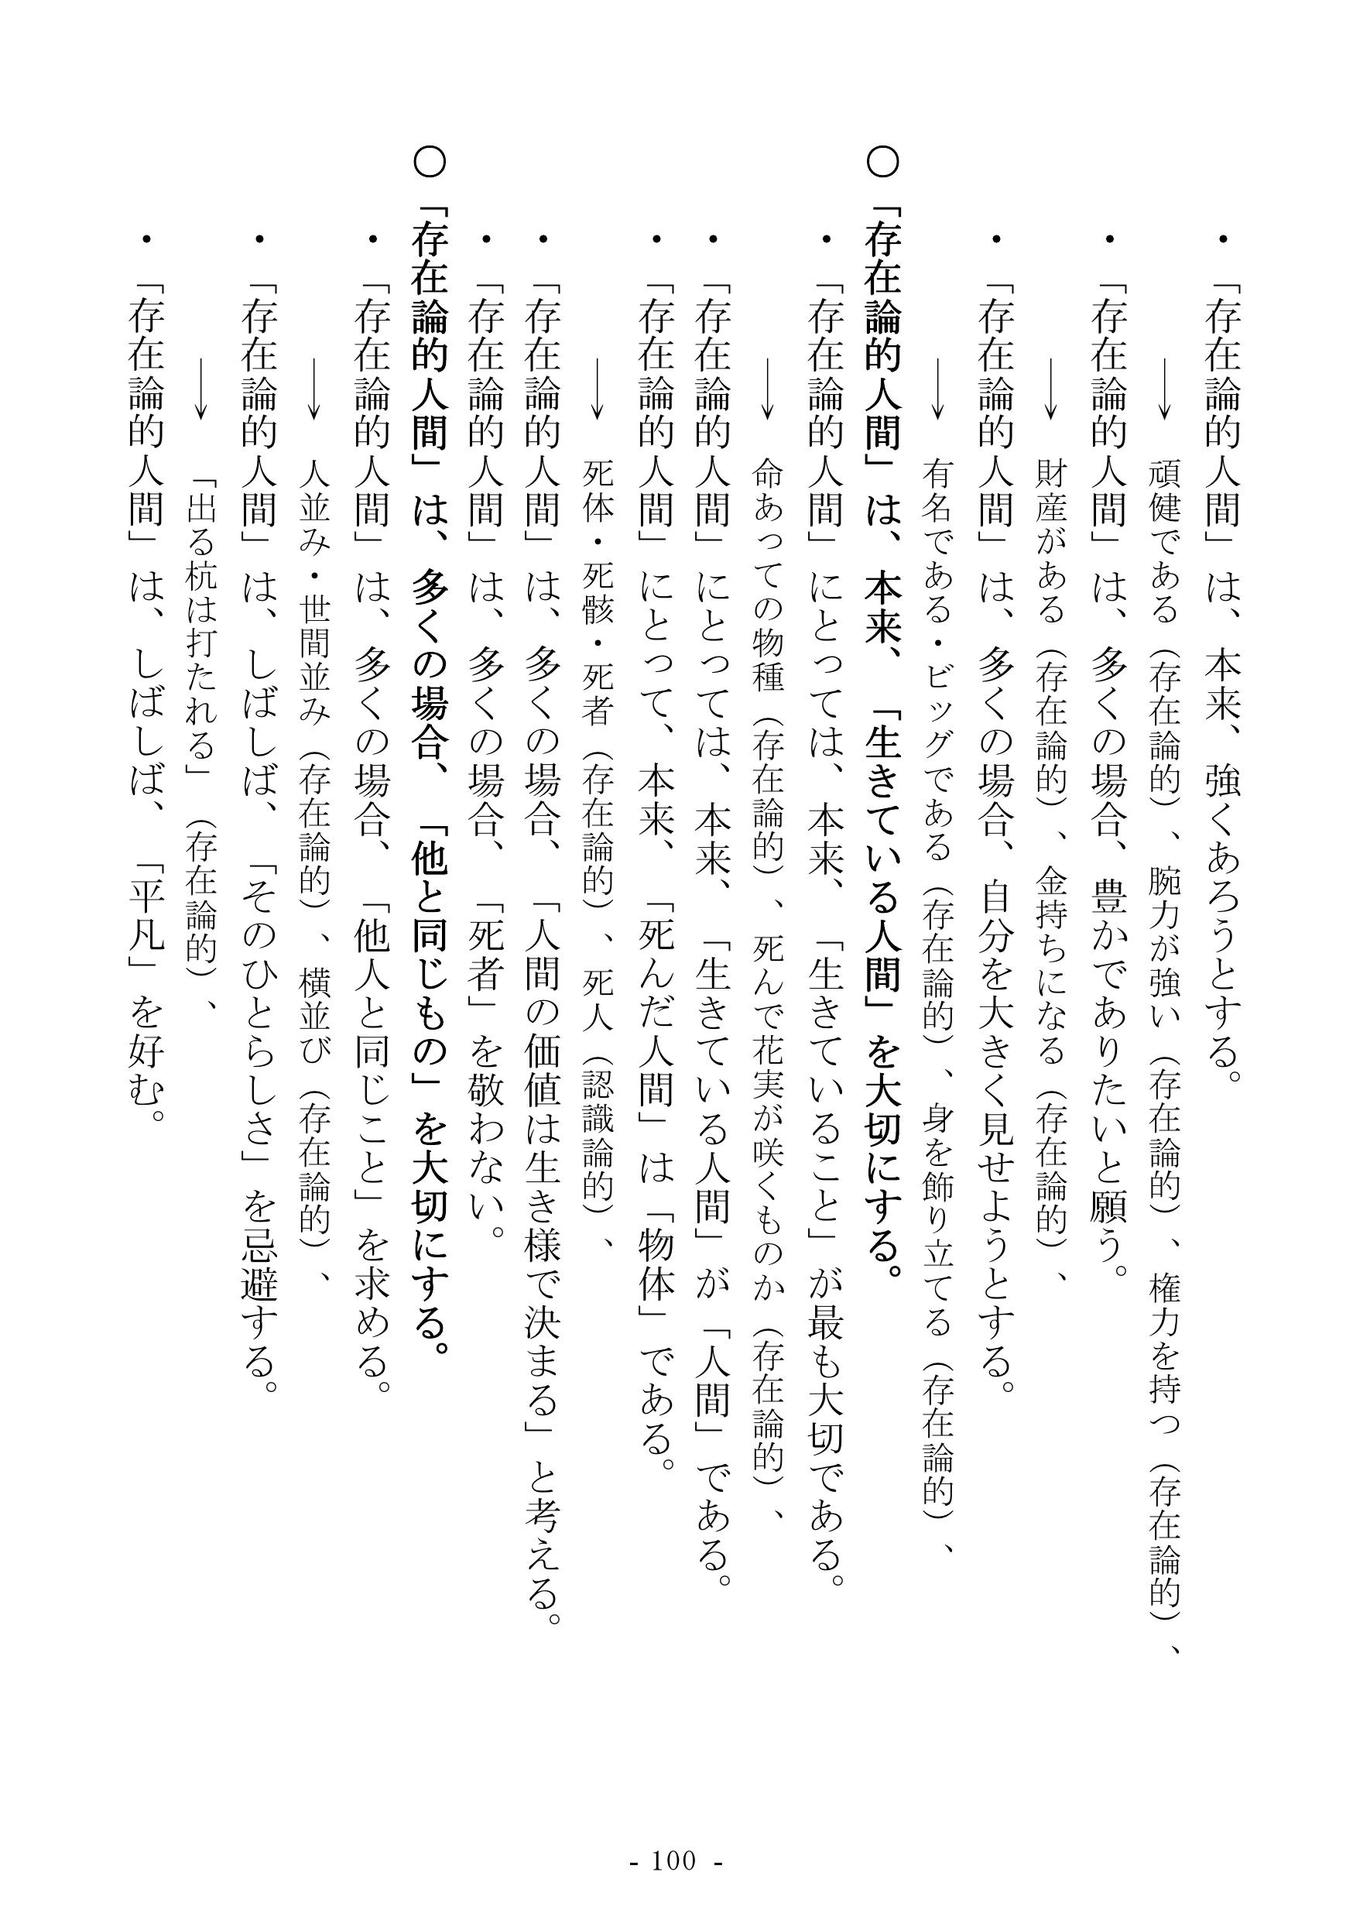 ・「存在論的人間」は、本来、強くあろうとする。
→ 頑健である（存在論的）、腕力が強い（存在論的）、権力を持つ（存在論的）、
・「存在論的人間」は、多くの場合、豊かでありたいと願う。
→ 財産がある（存在論的）、金持ちになる（存在論的）、
・「存在論的人間」は、多くの場合、自分を大きく見せようとする。
→ 有名である・ビッグである（存在論的）、身を飾り立てる（存在論的）、
○「存在論的人間」は、本来、「生きている人間」を大切にする。
・「存在論的人間」にとっては、本来、「生きていること」が最も大切である。
→ 命あっての物種（存在論的）、死んで花実が咲くものか（存在論的）、
・「存在論的人間」にとっては、本来、「生きている人間」が「人間」である。
・「存在論的人間」にとって、本来、「死んだ人間」は「物体」である。
→ 死体・死骸・死者（存在論的）、死人（認識論的）、
・「存在論的人間」は、多くの場合、「人間の価値は生き様で決まる」と考える。
・「存在論的人間」は、多くの場合、「死者」を敬わない。
○「存在論的人間」は、多くの場合、「他と同じもの」を大切にする。
・「存在論的人間」は、多くの場合、「他人と同じこと」を求める。
→ 人並み・世間並み（存在論的）、横並び（存在論的）、
・「存在論的人間」は、しばしば、「そのひとらしさ」を忌避する。
→ 「出る杭は打たれる」（存在論的）、
・「存在論的人間」は、しばしば、「平凡」を好む。
- 100 -